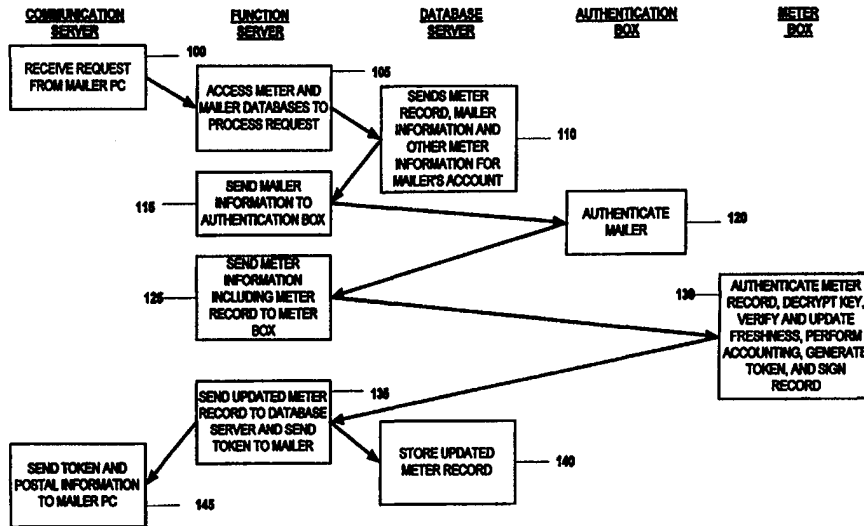 COMMUNICATION
SERVER
FUNCTION
SERVER
DATABASE
SERVER
AUTHENTICATION
BOX
METER
BOX
100
RECEIVE REQUEST
FROM MAILER PC
105
ACCESS METER AND
MAILER DATABASES TO
PROCESS REQUEST
SENDS METER
RECORD, MAILER
INFORMATION AND
OTHER METER
INFORMATION FOR
MAILER'S ACCOUNT
110
115
SEND MAILER
INFORMATION TO
AUTHENTICATION BOX
AUTHENTICATE
MAILER
120
125
SEND METER
INFORMATION
INCLUDING METER
RECORD TO METER
BOX
130
AUTHENTICATE METER
RECORD, DECRYPT KEY,
VERIFY AND UPDATE
FRESHNESS, PERFORM
ACCOUNTING, GENERATE
TOKEN, AND SIGN
RECORD
135
SEND UPDATED METER
RECORD TO DATABASE
SERVER AND SEND
TOKEN TO MAILER
STORE UPDATED
METER RECORD
140
SEND TOKEN AND
POSTAL INFORMATION
TO MAILER PC
145